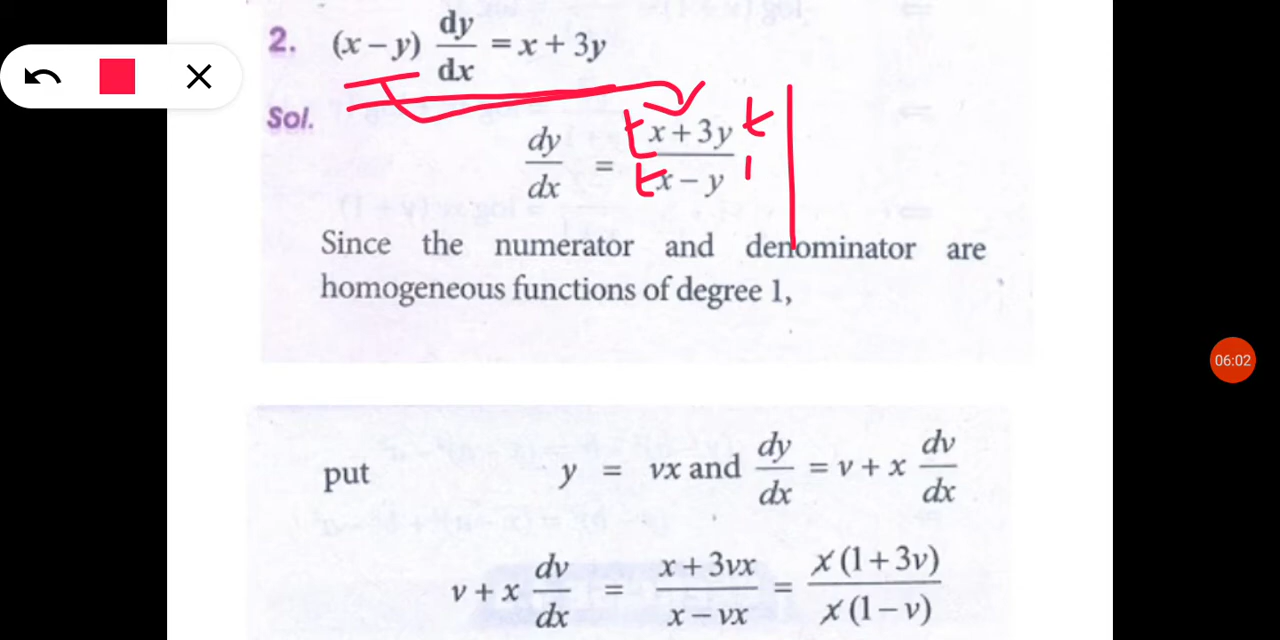 2. (x – y) dy/dx = x + 3y
Sol.
dy/dx = x + 3y / x – y
t t
t 1
Since the numerator and denominator are
homogeneous functions of degree 1,
06:02
put y = vx and dy/dx = v + x dv/dx
v + x dv/dx = x + 3vx / x – vx = x (1 + 3v) / x (1 – v)